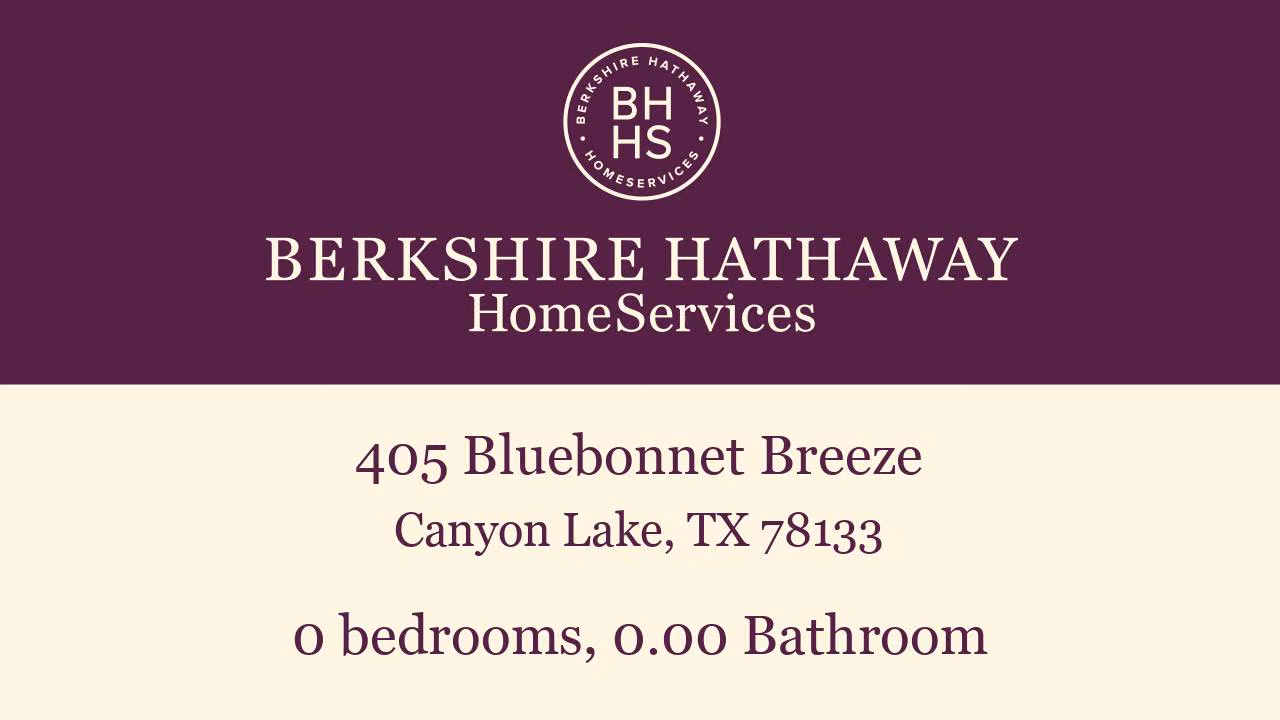 BERKSHIRE HATHAWAY
BH
HS
HOMESERVICES
BERKSHIRE HATHAWAY
HomeServices
405 Bluebonnet Breeze
Canyon Lake, TX 78133
0 bedrooms, 0.00 Bathroom